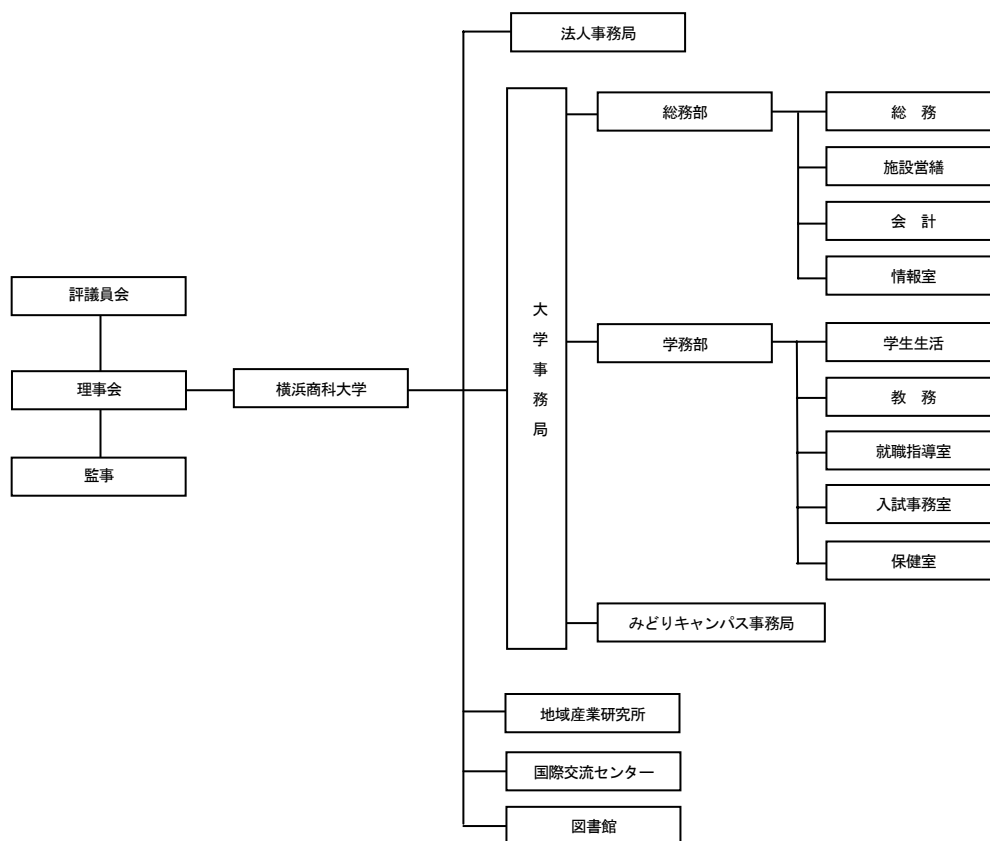 法人事務局
総務部
総　務
施設営繕
会　計
情報室
評議員会
理事会
監事
横浜商科大学
大学事務局
学務部
学生生活
教　務
就職指導室
入試事務室
保健室
みどりキャンパス事務局
地域産業研究所
国際交流センター
図書館